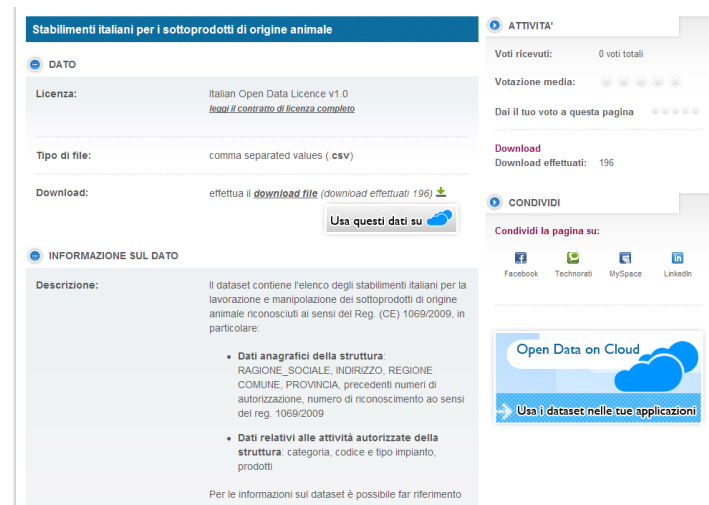 Stabilimenti italiani per i sottoprodotti di origine animale
DATO
Licenza:
Italian Open Data Licence v1.0
leggi il contratto di licenza completo
Tipo di file:
comma separated values (.csv)
Download:
effettua il download file (download effettuati 196)
Usa questi dati su
INFORMAZIONE SUL DATO
Descrizione:
Il dataset contiene l'elenco degli stabilimenti italiani per la
lavorazione e manipolazione dei sottoprodotti di origine
animale riconosciuti ai sensi del Reg. (CE) 1069/2009, in
particolare:
• Dati anagrafici della struttura:
RAGIONE_SOCIALE, INDIRIZZO, REGIONE
COMUNE, PROVINCIA, precedenti numeri di
autorizzazione, numero di riconoscimento ao sensi
del reg. 1069/2009
• Dati relativi alle attività autorizzate della
struttura: categoria, codice e tipo impianto,
prodotti
Per le informazioni sul dataset è possibile far riferimento
ATTIVITA'
Voti ricevuti: 0 voti totali
Votazione media:
Dai il tuo voto a questa pagina
Download
Download effettuati: 196
CONDIVIDI
Condividi la pagina su:
Facebook Technorati MySpace LinkedIn
Open Data on Cloud
Usa i dataset nelle tue applicazioni